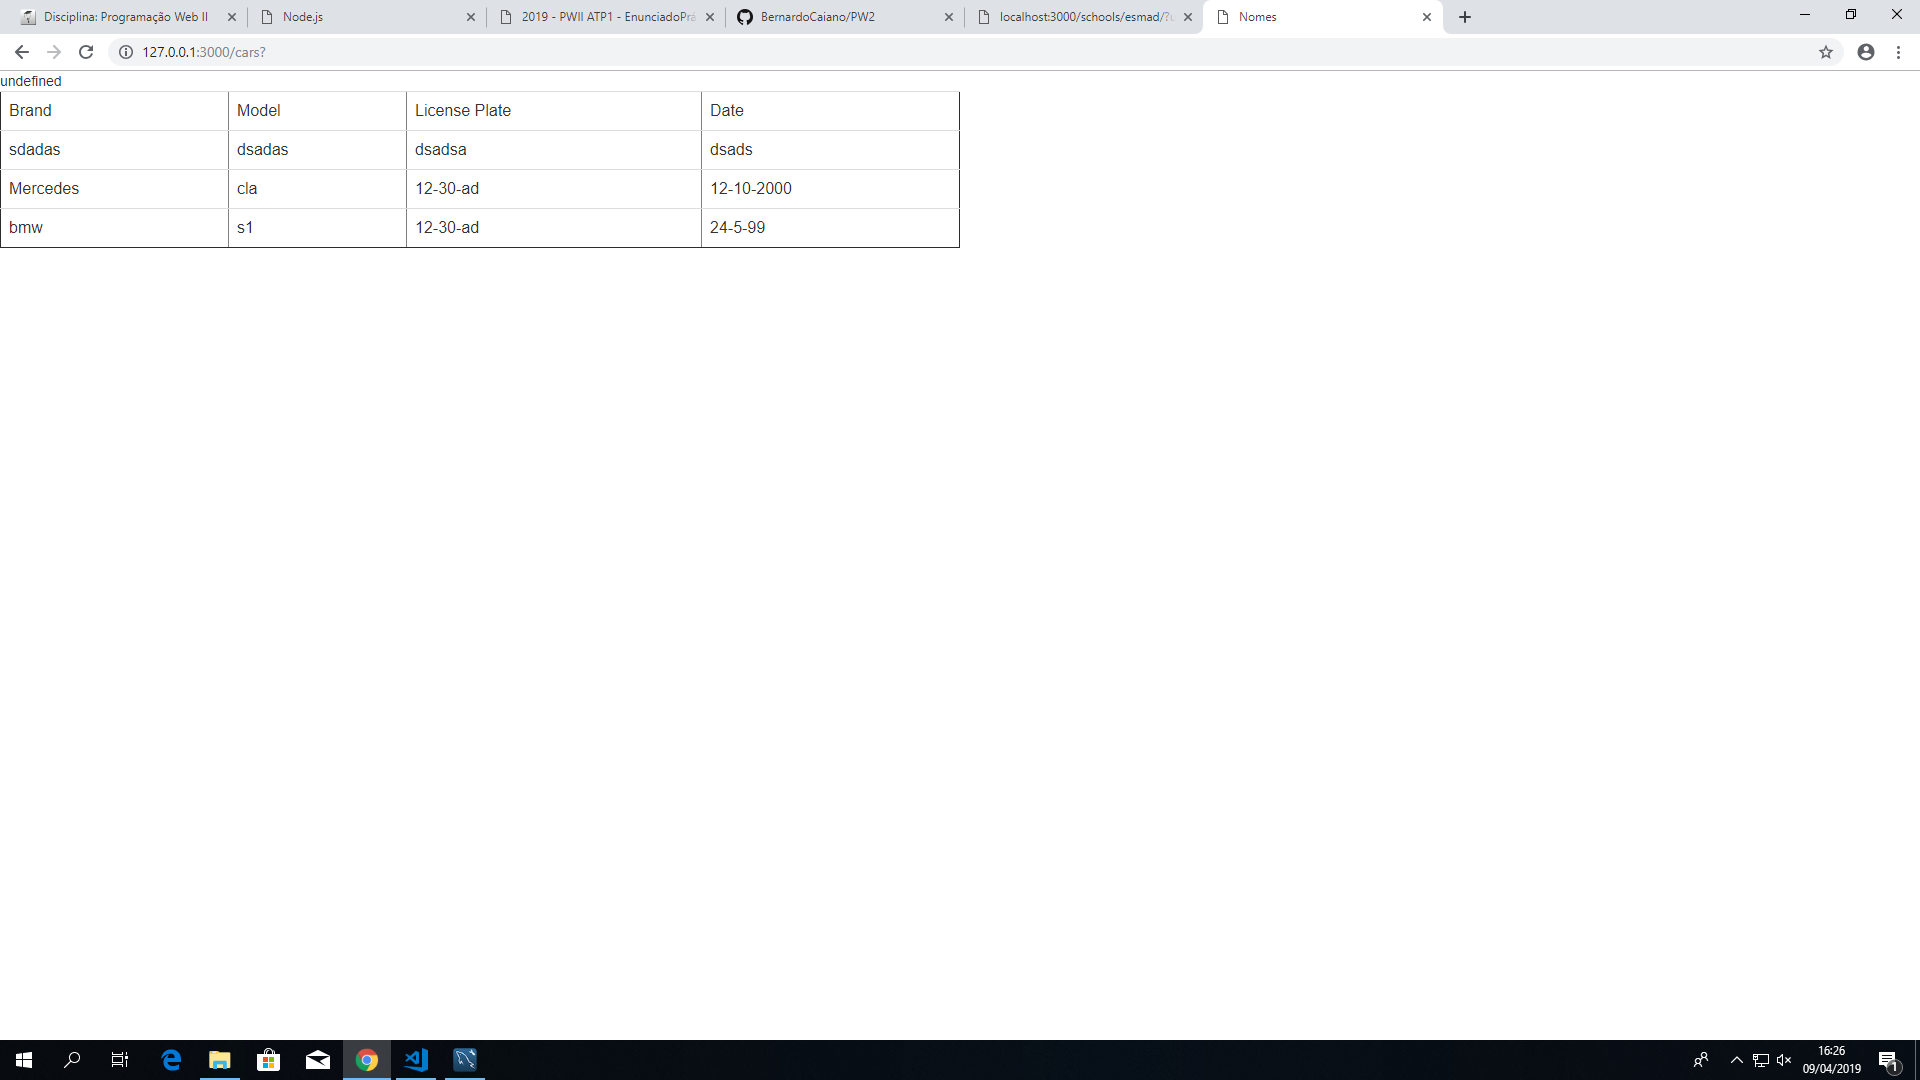 Disciplina: Programação Web II
Node.js
2019 - PWII ATP1 - EnunciadoPrá
BernardoCaiano/PW2
localhost:3000/schools/esmad/?u
Nomes
127.0.0.1:3000/cars?
undefined
Brand Model License Plate Date
sdadas dsadas dsadsa dsads
Mercedes cla 12-30-ad 12-10-2000
bmw s1 12-30-ad 24-5-99
16:26
09/04/2019
1